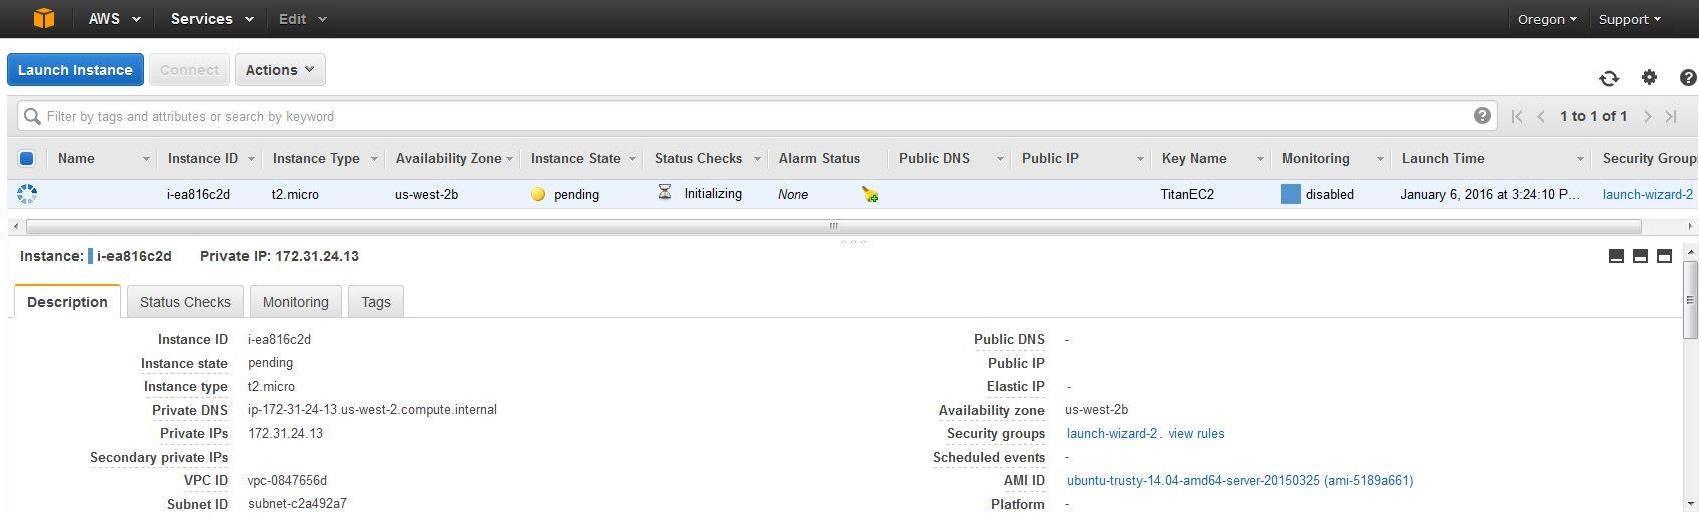 AWS Services Edit Oregon Support
Launch Instance Connect Actions
Filter by tags and attributes or search by keyword 1 to 1 of 1
Name Instance ID Instance Type Availability Zone Instance State Status Checks Alarm Status Public DNS Public IP Key Name Monitoring Launch Time Security Group
i-ea816c2d t2.micro us-west-2b pending Initializing None TitanEC2 disabled January 6, 2016 at 3:24:10 P... launch-wizard-2
Instance: i-ea816c2d Private IP: 172.31.24.13
Description Status Checks Monitoring Tags
Instance ID i-ea816c2d Public DNS -
Instance state pending Public IP
Instance type t2.micro Elastic IP -
Private DNS ip-172-31-24-13.us-west-2.compute.internal Availability zone us-west-2b
Private IPs 172.31.24.13 Security groups launch-wizard-2. view rules
Secondary private IPs Scheduled events -
VPC ID vpc-0847656d AMI ID ubuntu-trusty-14.04-amd64-server-20150325 (ami-5189a661)
Subnet ID subnet-c2a492a7 Platform -